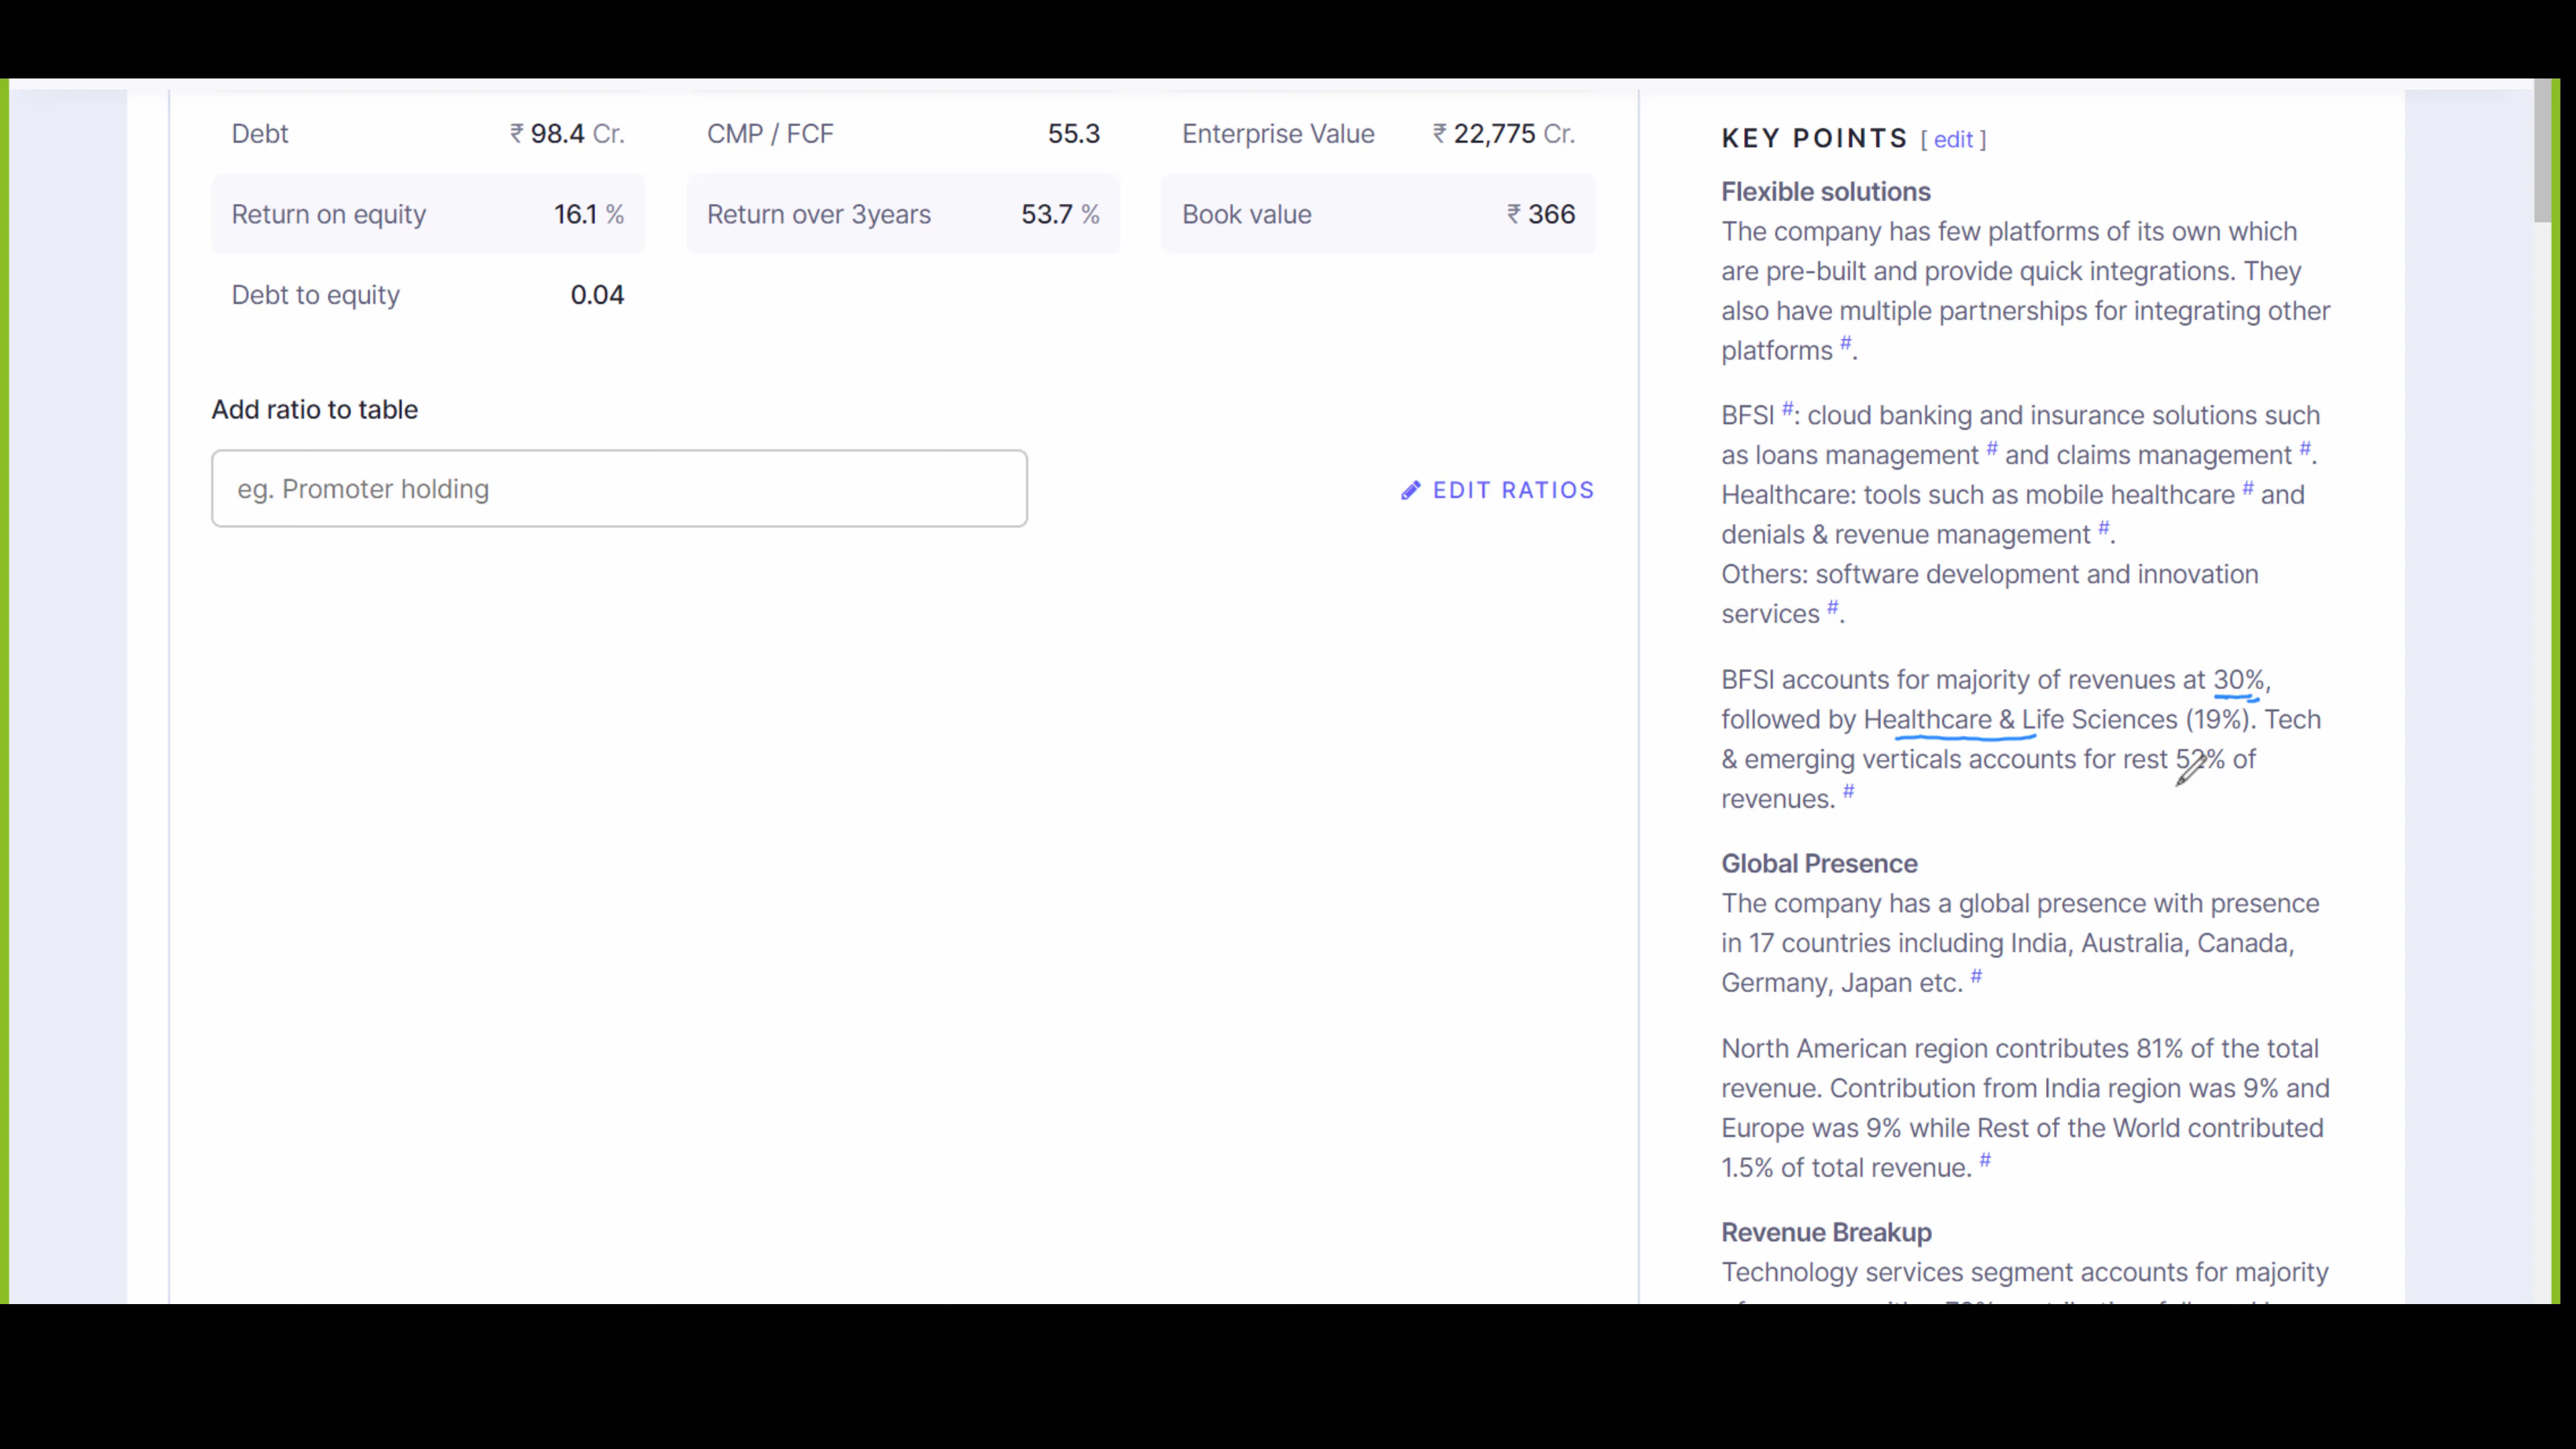 Debt ₹ 98.4 Cr.
CMP / FCF 55.3
Enterprise Value ₹ 22,775 Cr.
Return on equity 16.1 %
Return over 3years 53.7 %
Book value ₹ 366
Debt to equity 0.04
Add ratio to table
eg. Promoter holding
EDIT RATIOS
KEY POINTS [ edit ]
Flexible solutions
The company has few platforms of its own which
are pre-built and provide quick integrations. They
also have multiple partnerships for integrating other
platforms #.
BFSI #: cloud banking and insurance solutions such
as loans management # and claims management #.
Healthcare: tools such as mobile healthcare # and
denials & revenue management #.
Others: software development and innovation
services #.
BFSI accounts for majority of revenues at 30%,
followed by Healthcare & Life Sciences (19%). Tech
& emerging verticals accounts for rest 52% of
revenues. #
Global Presence
The company has a global presence with presence
in 17 countries including India, Australia, Canada,
Germany, Japan etc. #
North American region contributes 81% of the total
revenue. Contribution from India region was 9% and
Europe was 9% while Rest of the World contributed
1.5% of total revenue. #
Revenue Breakup
Technology services segment accounts for majority